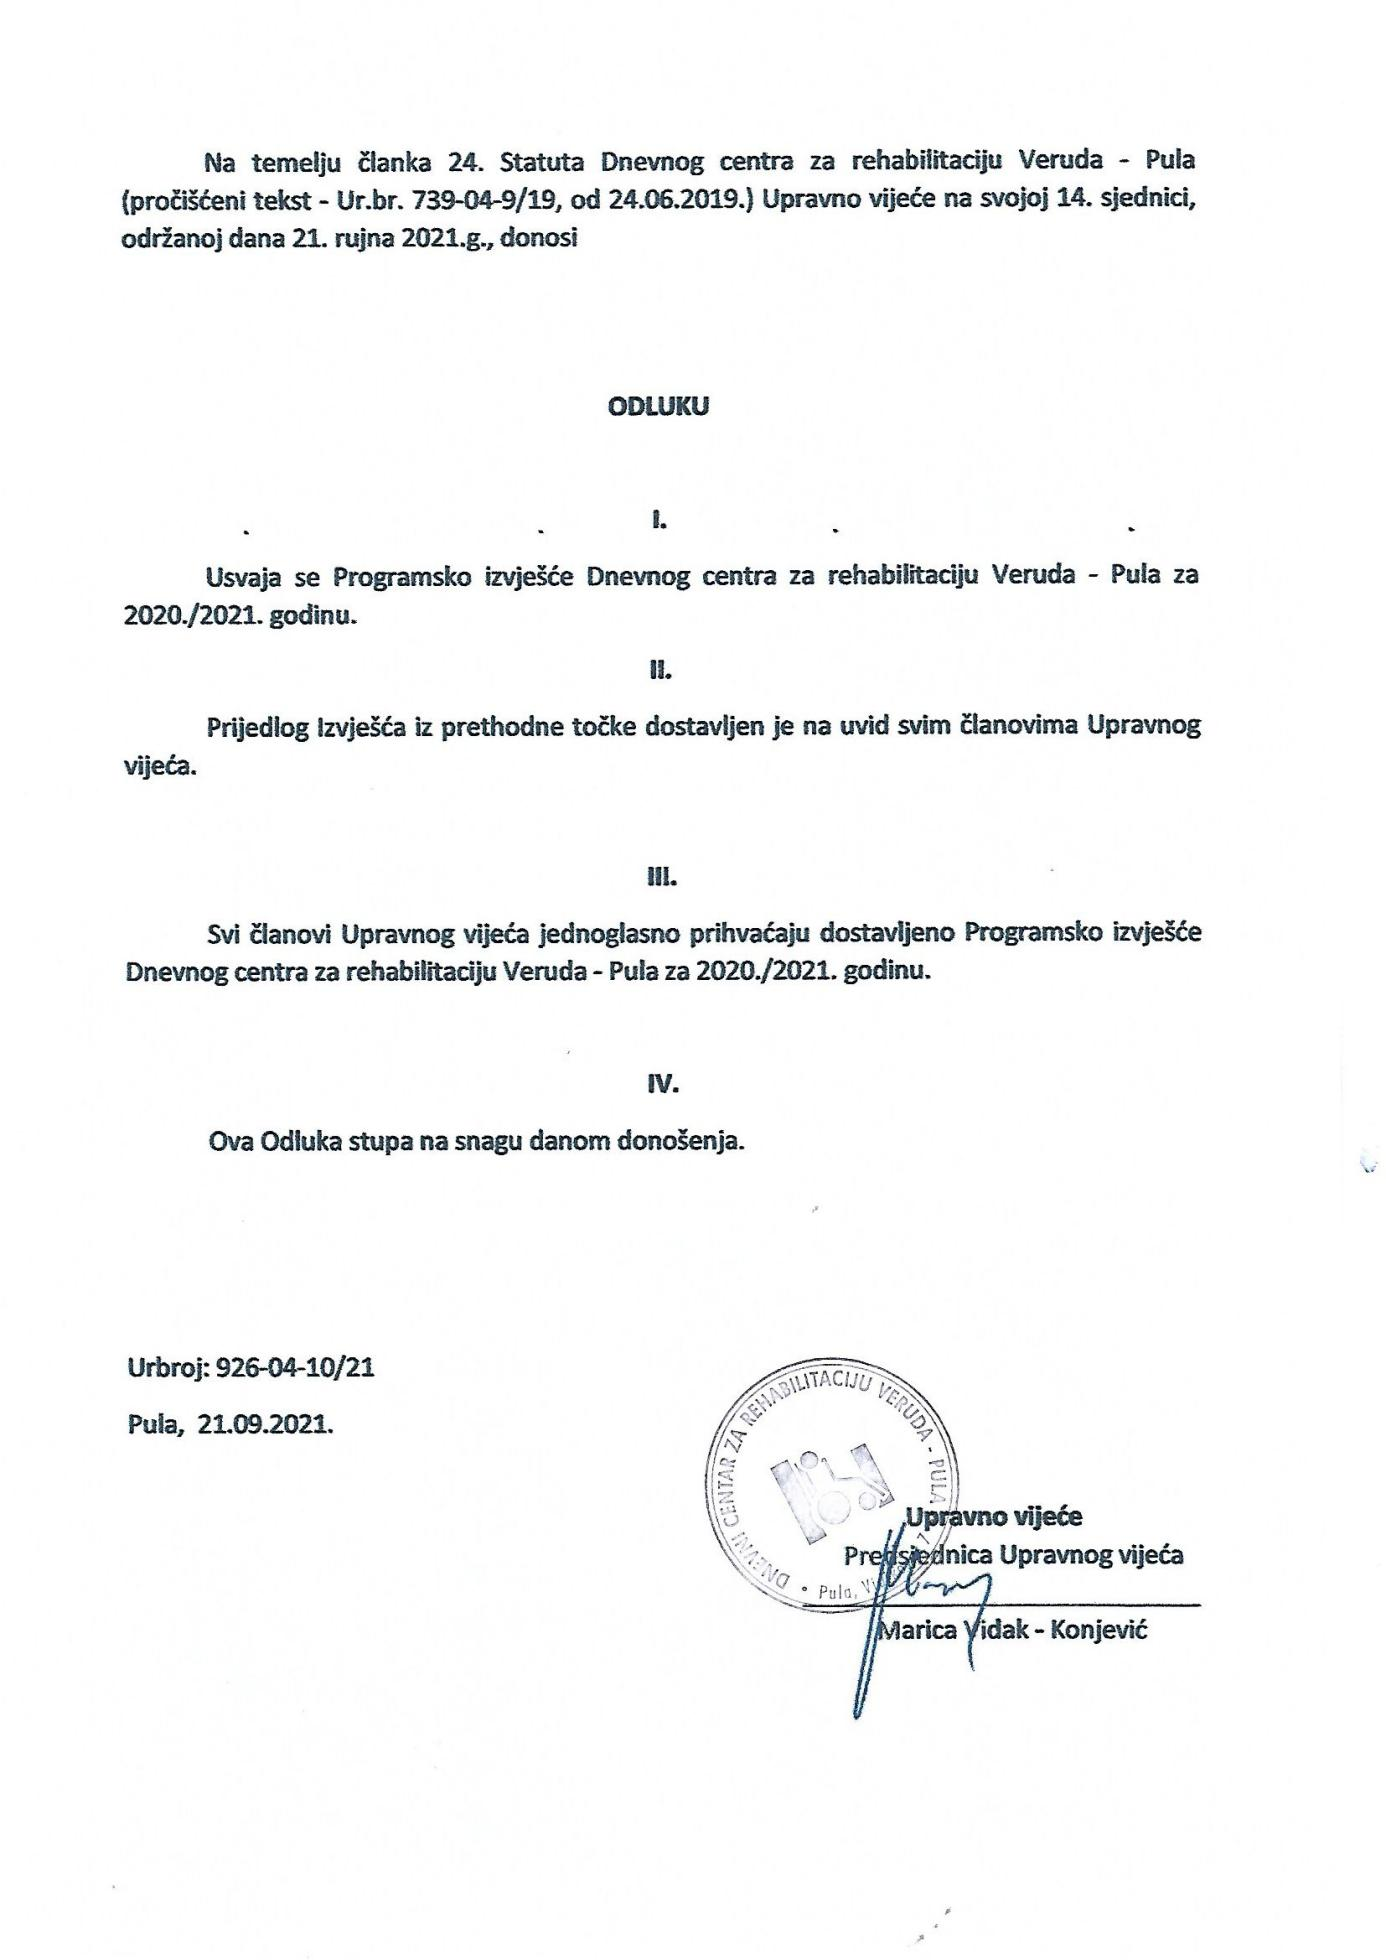 Na temelju članka 24. Statuta Dnevnog centra za rehabilitaciju Veruda - Pula
(pročišćeni tekst - Ur.br. 739-04-9/19, od 24.06.2019.) Upravno vijeće na svojoj 14. sjednici,
održanoj dana 21. rujna 2021.g., donosi
ODLUKU
I.
Usvaja se Programsko izvješće Dnevnog centra za rehabilitaciju Veruda - Pula za
2020./2021. godinu.
II.
Prijedlog Izvješća iz prethodne točke dostavljen je na uvid svim članovima Upravnog
vijeća.
III.
Svi članovi Upravnog vijeća jednoglasno prihvaćaju dostavljeno Programsko izvješće
Dnevnog centra za rehabilitaciju Veruda - Pula za 2020./2021. godinu.
IV.
Ova Odluka stupa na snagu danom donošenja.
Urbroj: 926-04-10/21
Pula, 21.09.2021.
DNEVNI CENTAR ZA REHABILITACIJU VERUDA - PULA
Pula,
Upravno vijeće
Predsjednica Upravnog vijeća
Marica Vidak - Konjević